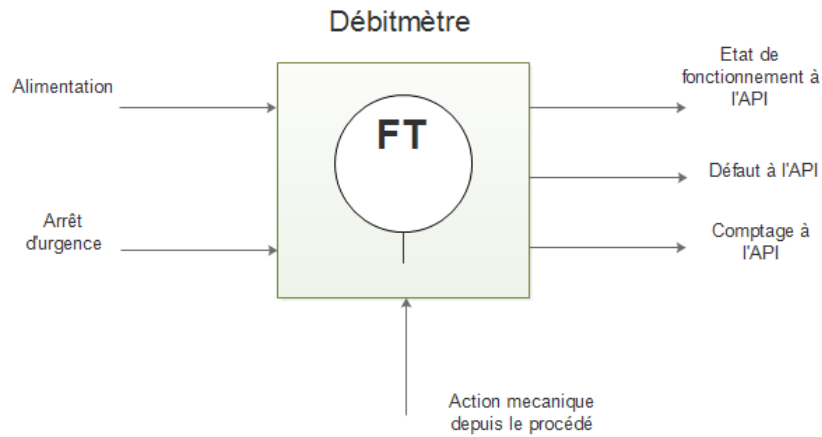 Débitmètre
Alimentation
Arrêt
d'urgence
FT
Etat de
fonctionnement à
l'API
Défaut à l'API
Comptage à
l'API
Action mecanique
depuis le procédé